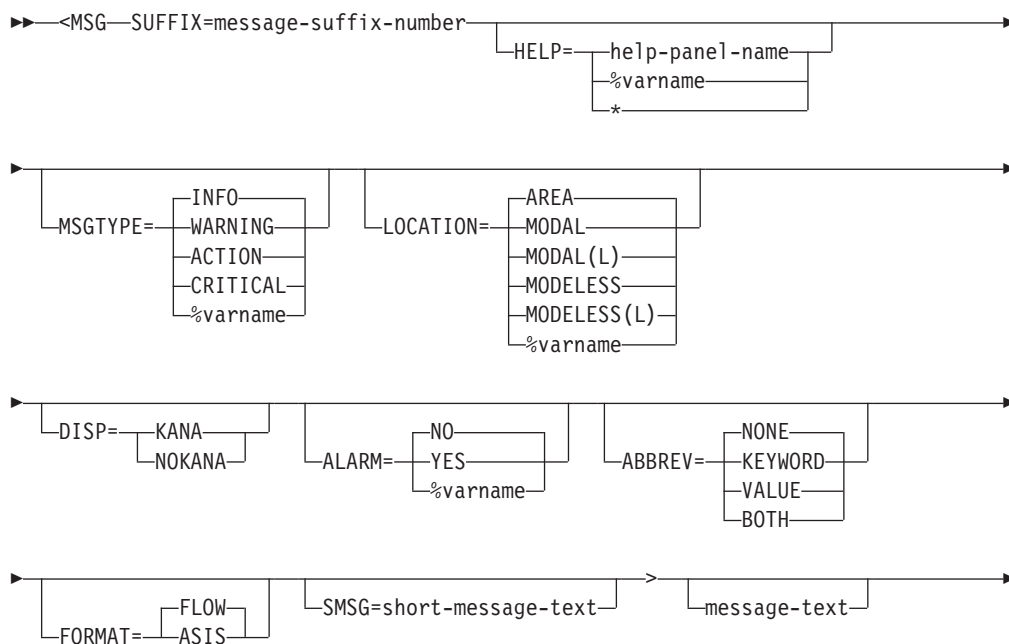 <MSG SUFFIX=message-suffix-number
HELP= help-panel-name
%varname
*
MSGTYPE= INFO
WARNING
ACTION
CRITICAL
%varname
LOCATION= AREA
MODAL
MODAL(L)
MODELESS
MODELESS(L)
%varname
DISP= KANA
NOKANA
ALARM= NO
YES
%varname
ABBREV= NONE
KEYWORD
VALUE
BOTH
FORMAT= FLOW
ASIS
SMSG=short-message-text
>
message-text